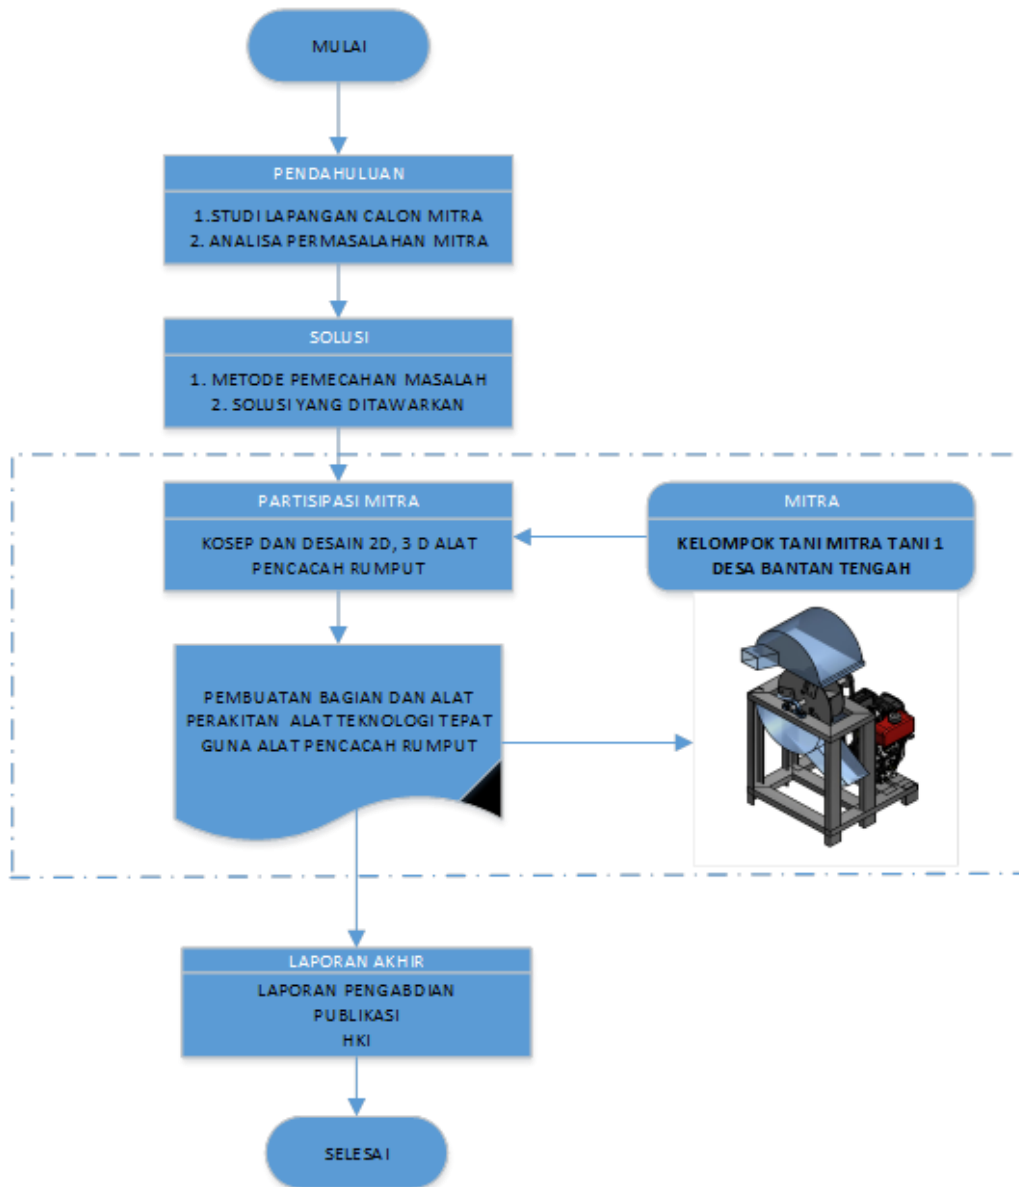 MULAI
PENDAHULUAN
1.STUDI LAPANGAN CALON MITRA
2. ANALISA PERMASALAHAN MITRA
SOLUSI
1. METODE PEMECAHAN MASALAH
2. SOLUSI YANG DITAWARKAN
PARTISIPASI MITRA
KOSEP DAN DESAIN 2D, 3 D ALAT
PENCACAH RUMPUT
MITRA
KELOMPOK TANI MITRA TANI 1
DESA BANTAN TENGAH
PEMBUATAN BAGIAN DAN ALAT
PERAKITAN ALAT TEKNOLOGI TEPAT
GUNA ALAT PENCACAH RUMPUT
LAPORAN AKHIR
LAPORAN PENGABDIAN
PUBLIKASI
HKI
SELESAI